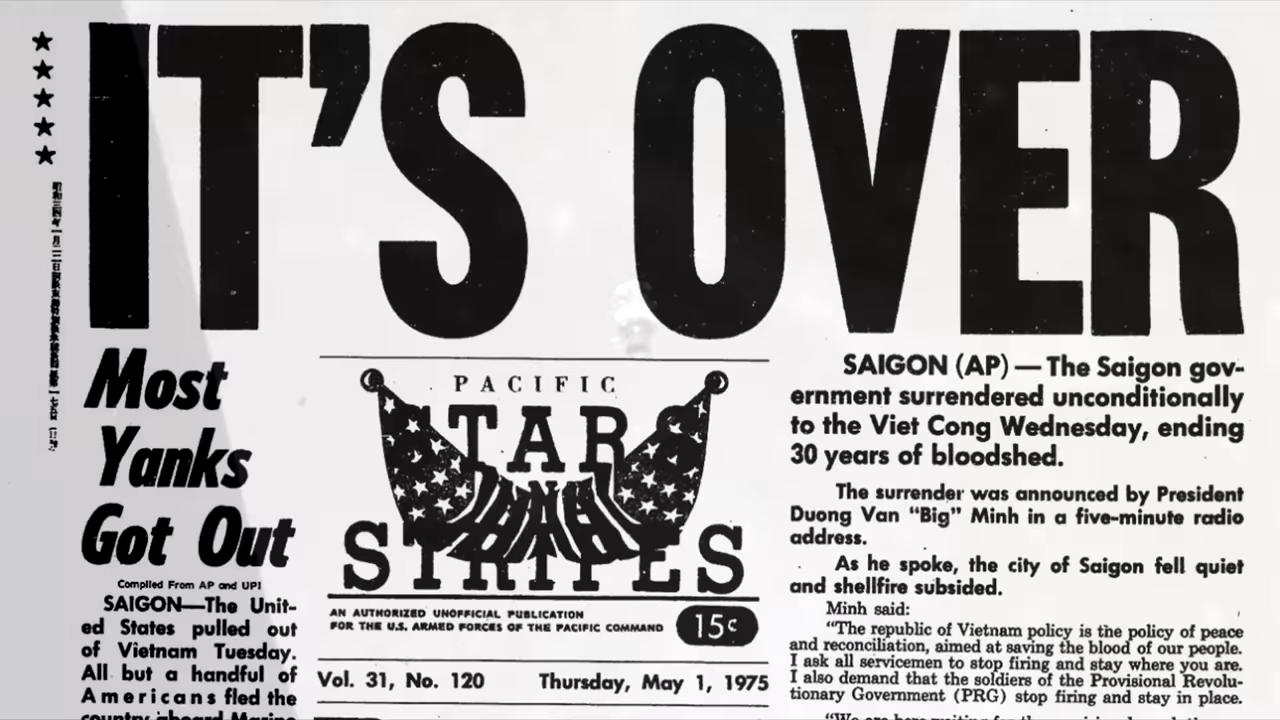 IT'S OVER
Most
Yanks
Got Out
Compiled From AP and UPI
SAIGON—The Unit-
ed States pulled out
of Vietnam Tuesday.
All but a handful of
Americans fled the
country aboard Marine
PACIFIC
STARS
AND
STRIPES
AN AUTHORIZED UNOFFICIAL PUBLICATION
FOR THE U.S. ARMED FORCES OF THE PACIFIC COMMAND
15¢
Vol. 31, No. 120 Thursday, May 1, 1975
SAIGON (AP) — The Saigon gov-
ernment surrendered unconditionally
to the Viet Cong Wednesday, ending
30 years of bloodshed.
The surrender was announced by President
Duong Van “Big” Minh in a five-minute radio
address.
As he spoke, the city of Saigon fell quiet
and shellfire subsided.
Minh said:
“The republic of Vietnam policy is the policy of peace
and reconciliation, aimed at saving the blood of our people.
I ask all servicemen to stop firing and stay where you are.
I also demand that the soldiers of the Provisional Revolu-
tionary Government (PRG) stop firing and stay in place.